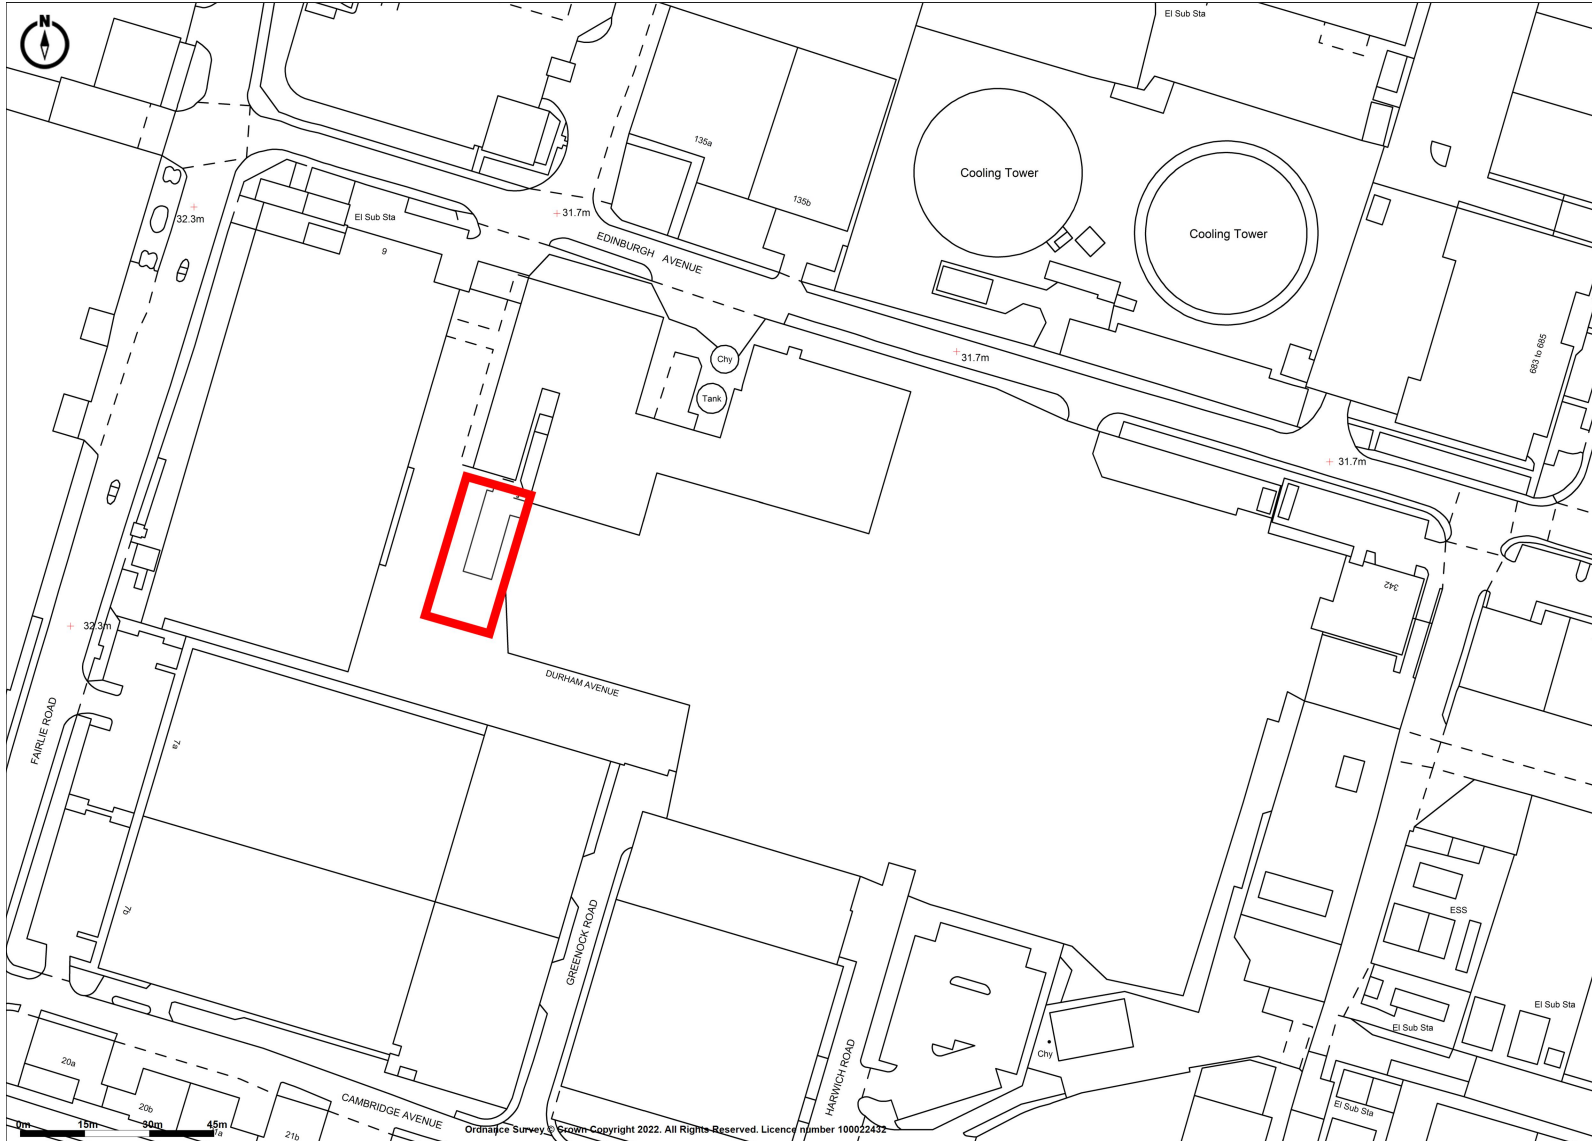 N
El Sub Sta
135a
135b
Cooling Tower
Cooling Tower
32.3m
El Sub Sta
31.7m
EDINBURGH AVENUE
9
31.7m
683 to 685
Chy
Tank
31.7m
342
32.3m
DURHAM AVENUE
FAIRLIE ROAD
7a
7b
GREENOCK ROAD
ESS
El Sub Sta
El Sub Sta
HARWICH ROAD
Chy
20a
20b
CAMBRIDGE AVENUE
21b
El Sub Sta
0m 15m 30m 45m
Ordnance Survey © Crown Copyright 2022. All Rights Reserved. Licence number 100022432